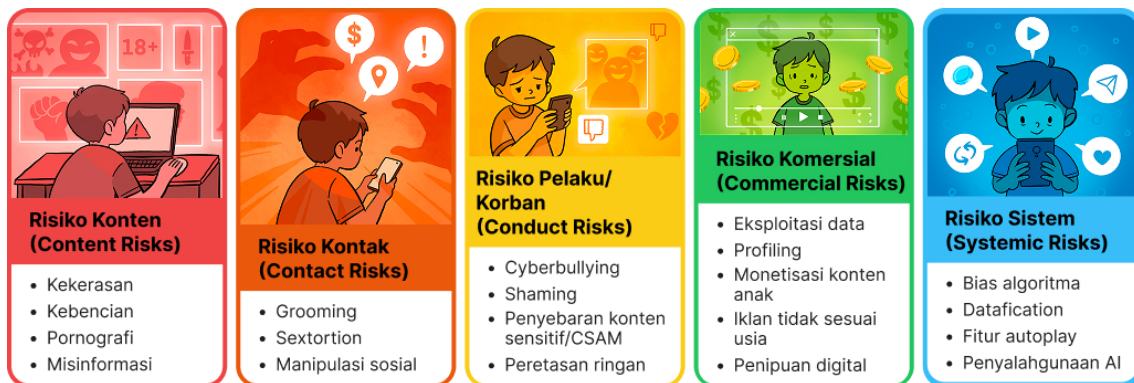 18+
$
!
Risiko Konten
(Content Risks)
• Kekerasan
• Kebencian
• Pornografi
• Misinformasi
Risiko Kontak
(Contact Risks)
• Grooming
• Sextortion
• Manipulasi sosial
Risiko Pelaku/
Korban
(Conduct Risks)
• Cyberbullying
• Shaming
• Penyebaran konten
sensitif/CSAM
• Peretasan ringan
Risiko Komersial
(Commercial Risks)
• Eksploitasi data
• Profiling
• Monetisasi konten
anak
• Iklan tidak sesuai
usia
• Penipuan digital
Risiko Sistem
(Systemic Risks)
• Bias algoritma
• Datafication
• Fitur autoplay
• Penyalahgunaan AI